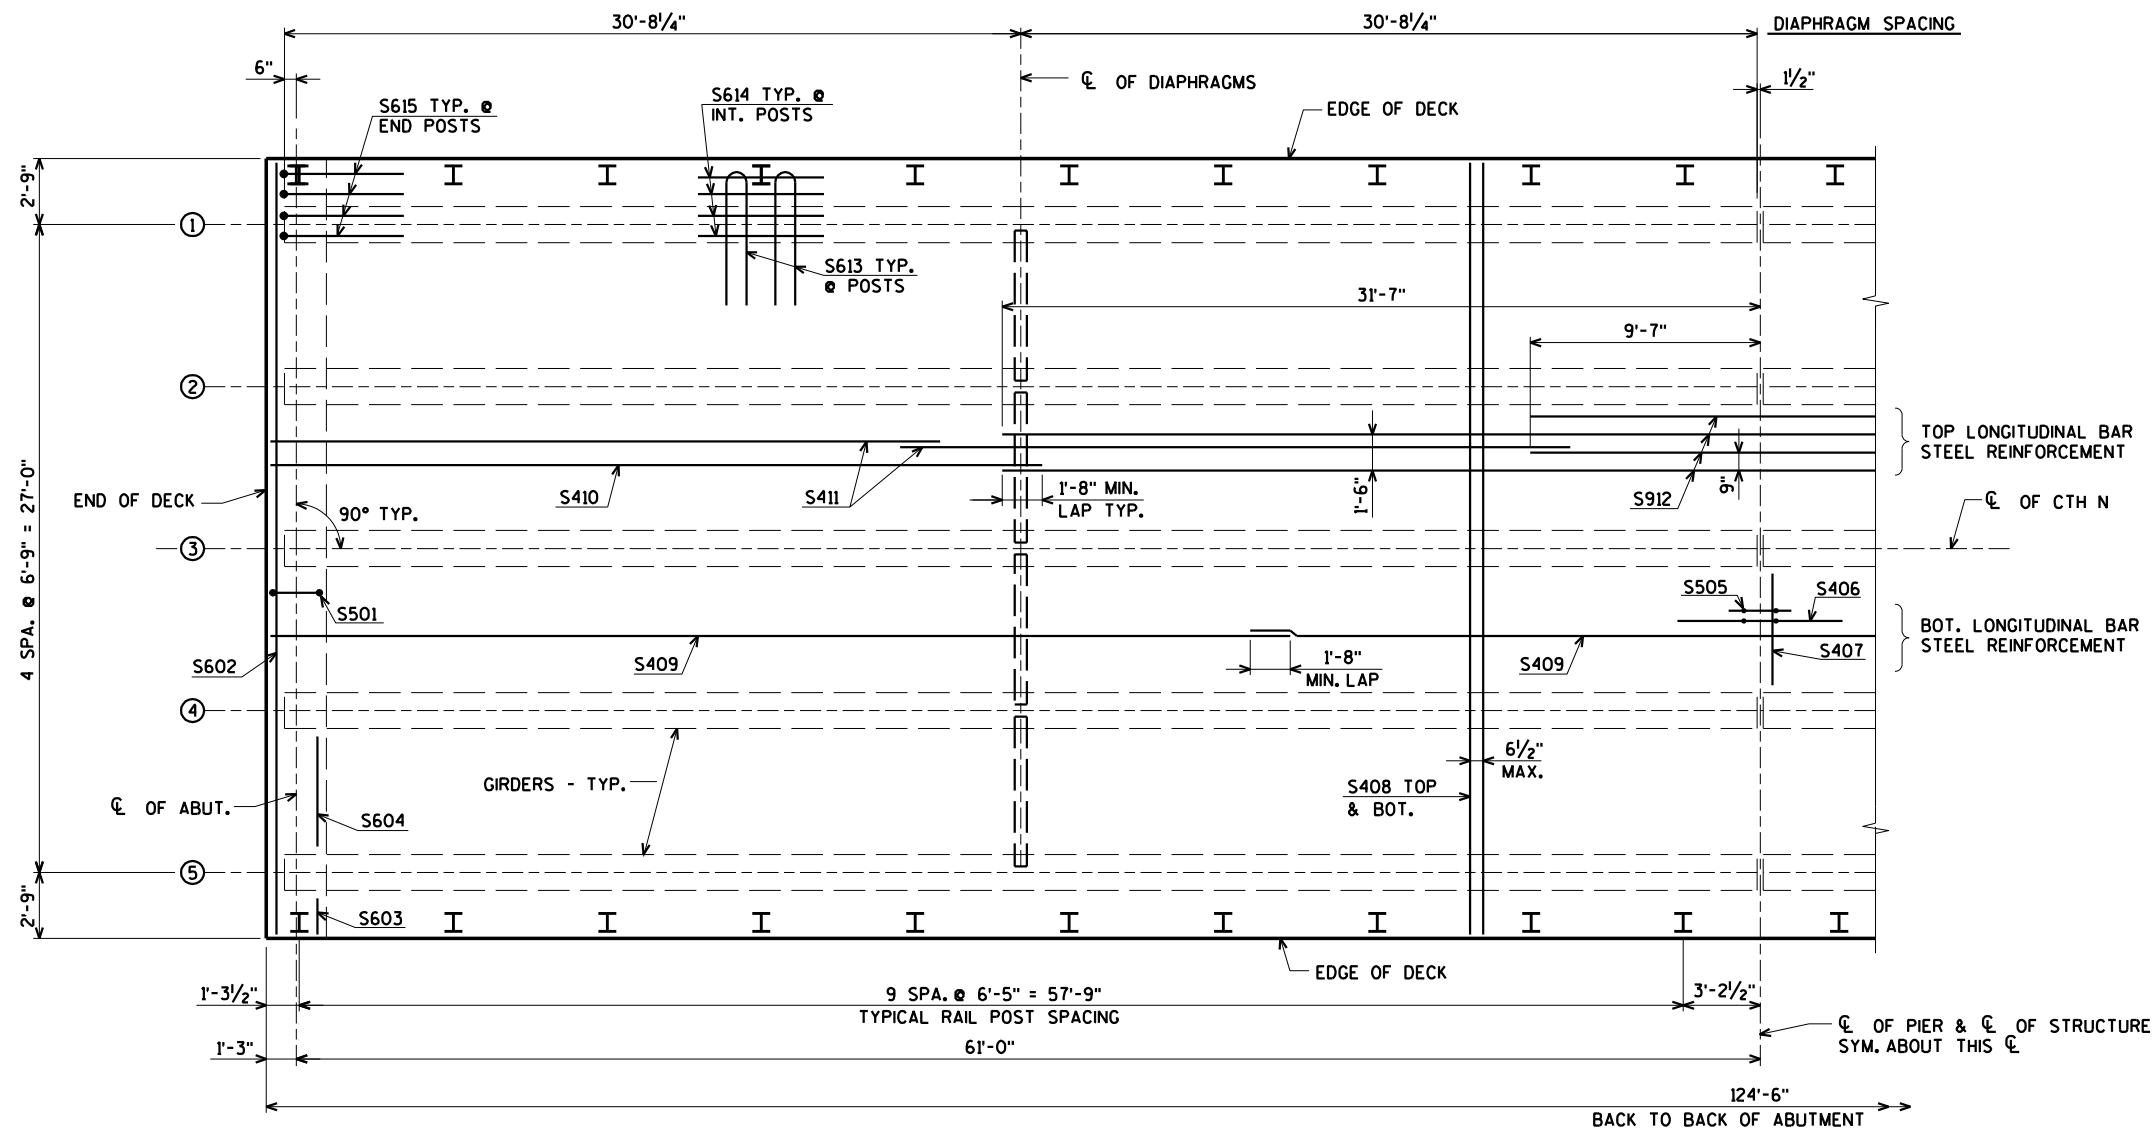 30'-8¼"
30'-8¼"
DIAPHRAGM SPACING
6"
1½"
℄ OF DIAPHRAGMS
S615 TYP. @
END POSTS
S614 TYP. @
INT. POSTS
EDGE OF DECK
2'-9"
1
S613 TYP.
@ POSTS
31'-7"
9'-7"
2
TOP LONGITUDINAL BAR
STEEL REINFORCEMENT
END OF DECK
90° TYP.
S410
S411
1'-8" MIN.
LAP TYP.
1'-6"
S912
9"
℄ OF CTH N
3
4 SPA. @ 6'-9" = 27'-0"
S501
S505
S406
BOT. LONGITUDINAL BAR
STEEL REINFORCEMENT
S602
S409
1'-8"
MIN. LAP
S409
S407
4
GIRDERS - TYP.
6½"
MAX.
S408 TOP
& BOT.
℄ OF ABUT.
S604
5
2'-9"
S603
EDGE OF DECK
1'-3½"
9 SPA. @ 6'-5" = 57'-9"
TYPICAL RAIL POST SPACING
3'-2½"
℄ OF PIER & ℄ OF STRUCTURE
SYM. ABOUT THIS ℄
1'-3"
61'-0"
124'-6"
BACK TO BACK OF ABUTMENT